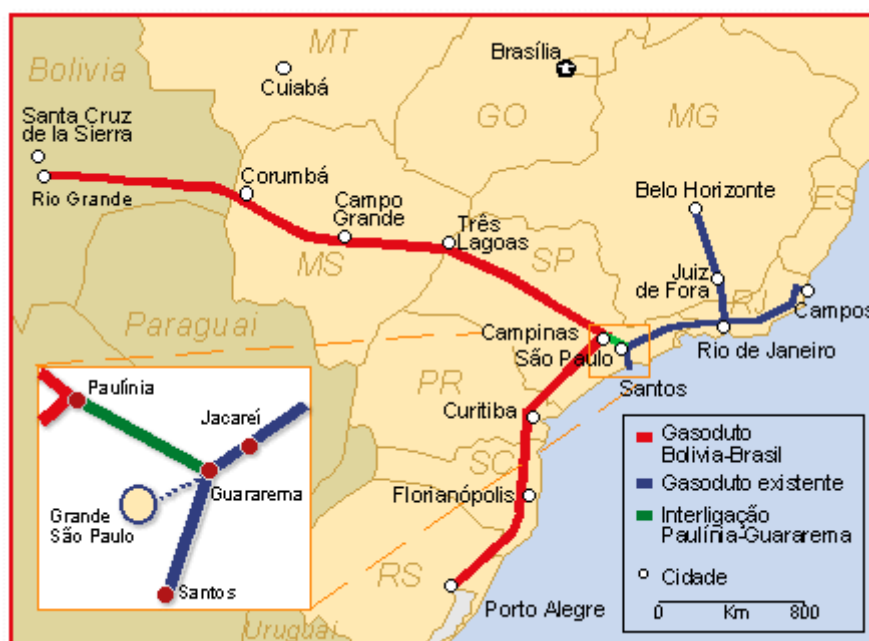 MT
Brasília
Bolivia
Cuiabá
GO
MG
Santa Cruz
de la Sierra
Rio Grande
Corumbá
Campo
Grande
Três
Lagoas
Belo Horizonte
ES
MS
SP
Juiz
de Fora
RJ
Campos
Paraguai
Campinas
São Paulo
Rio de Janeiro
Santos
PR
Curitiba
SC
Florianópolis
RS
Porto Alegre
Uruguai
Paulínia
Jacareí
Guararema
Grande
São Paulo
Santos
Gasoduto
Bolivia-Brasil
Gasoduto existente
Interligação
Paulínia-Guararema
Cidade
0 Km 800